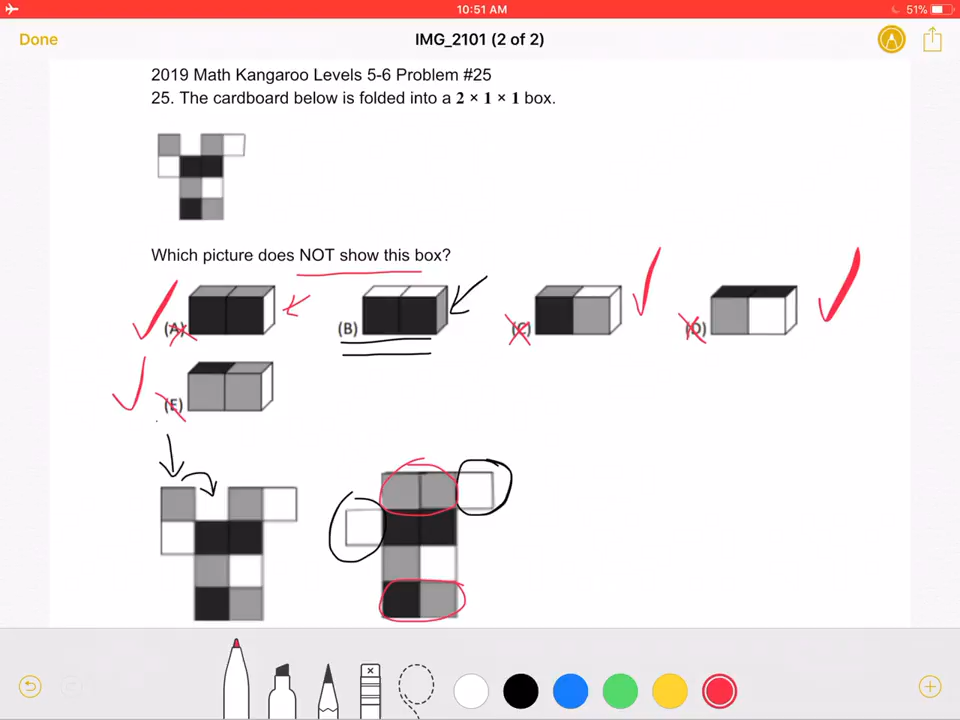 10:51 AM
51%
Done
IMG_2101 (2 of 2)
2019 Math Kangaroo Levels 5-6 Problem #25
25. The cardboard below is folded into a 2 × 1 × 1 box.
Which picture does NOT show this box?
(A)
(B)
(C)
(D)
(E)